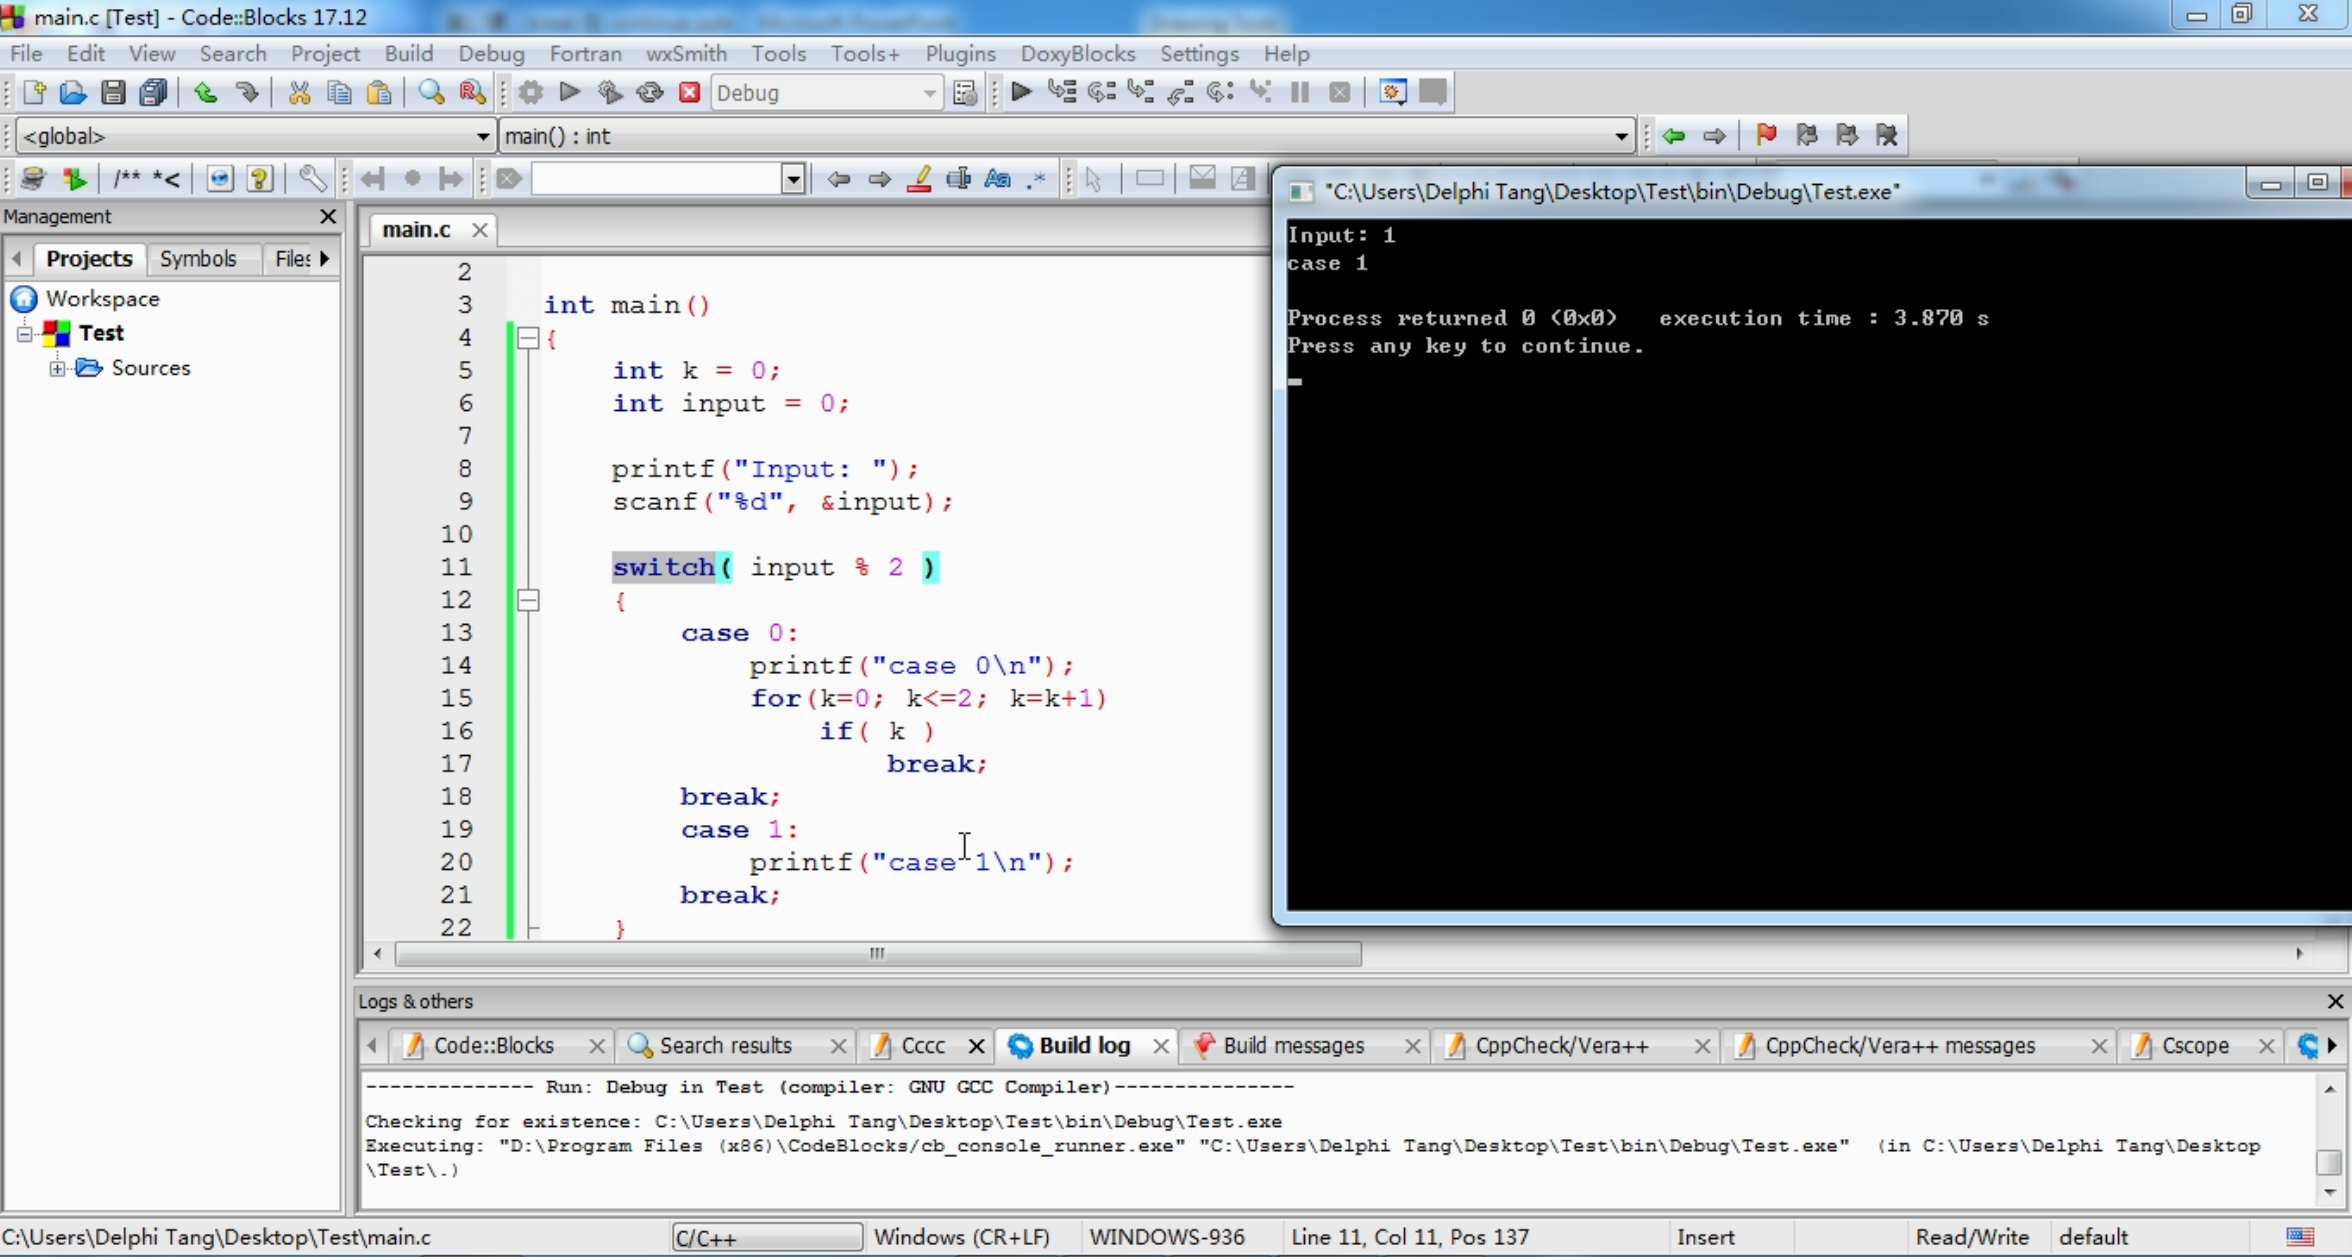 main.c [Test] - Code::Blocks 17.12
File Edit View Search Project Build Debug Fortran wxSmith Tools Tools+ Plugins DoxyBlocks Settings Help
Debug
<global>
main() : int
/** *<
Management
Projects Symbols Files
Workspace
Test
Sources
main.c
2
3 int main()
4 {
5 int k = 0;
6 int input = 0;
7
8 printf("Input: ");
9 scanf("%d", &input);
10
11 switch( input % 2 )
12 {
13 case 0:
14 printf("case 0\n");
15 for(k=0; k<=2; k=k+1)
16 if( k )
17 break;
18 break;
19 case 1:
20 printf("case 1\n");
21 break;
22 }
"C:\Users\Delphi Tang\Desktop\Test\bin\Debug\Test.exe"
Input: 1
case 1
Process returned 0 (0x0) execution time : 3.870 s
Press any key to continue.
Logs & others
Code::Blocks Search results Cccc Build log Build messages CppCheck/Vera++ CppCheck/Vera++ messages Cscope
-------------- Run: Debug in Test (compiler: GNU GCC Compiler)---------------
Checking for existence: C:\Users\Delphi Tang\Desktop\Test\bin\Debug\Test.exe
Executing: "D:\Program Files (x86)\CodeBlocks/cb_console_runner.exe" "C:\Users\Delphi Tang\Desktop\Test\bin\Debug\Test.exe" (in C:\Users\Delphi Tang\Desktop
\Test\.)
C:\Users\Delphi Tang\Desktop\Test\main.c C/C++ Windows (CR+LF) WINDOWS-936 Line 11, Col 11, Pos 137 Insert Read/Write default